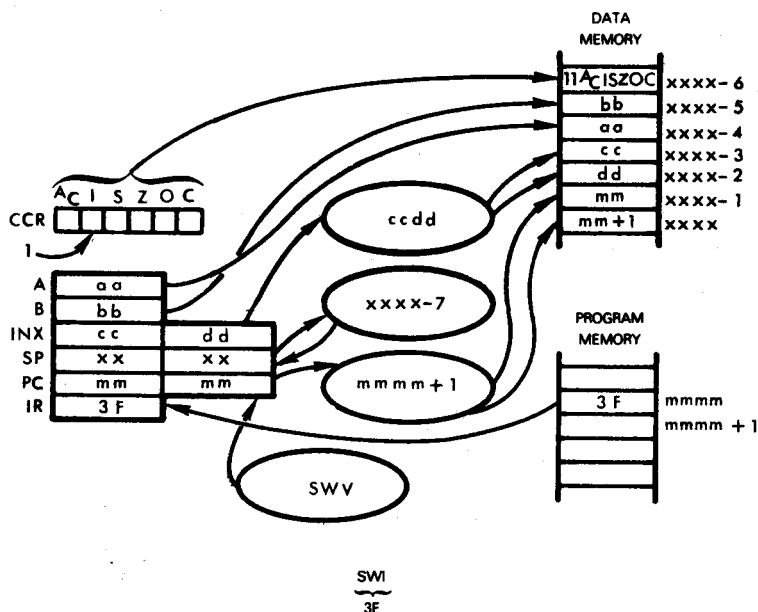 DATA
MEMORY
11ACISZOC xxxx-6
bb xxxx-5
aa xxxx-4
cc xxxx-3
dd xxxx-2
mm xxxx-1
mm+1 xxxx
AC I S Z O C
CCR
1
ccdd
A aa
B bb
INX cc dd
SP xx xx
PC mm mm
IR 3F
xxxx-7
mmmm+1
SWV
PROGRAM
MEMORY
3F mmmm
mmmm +1
SWI
3F